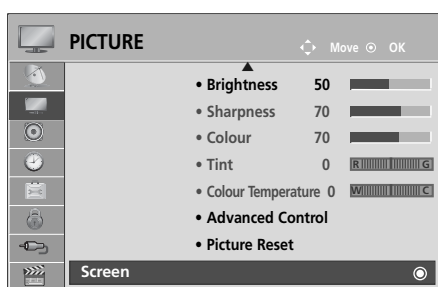 PICTURE
Move OK
• Brightness 50
• Sharpness 70
• Colour 70
• Tint 0 R G
• Colour Temperature 0 W C
• Advanced Control
• Picture Reset
Screen